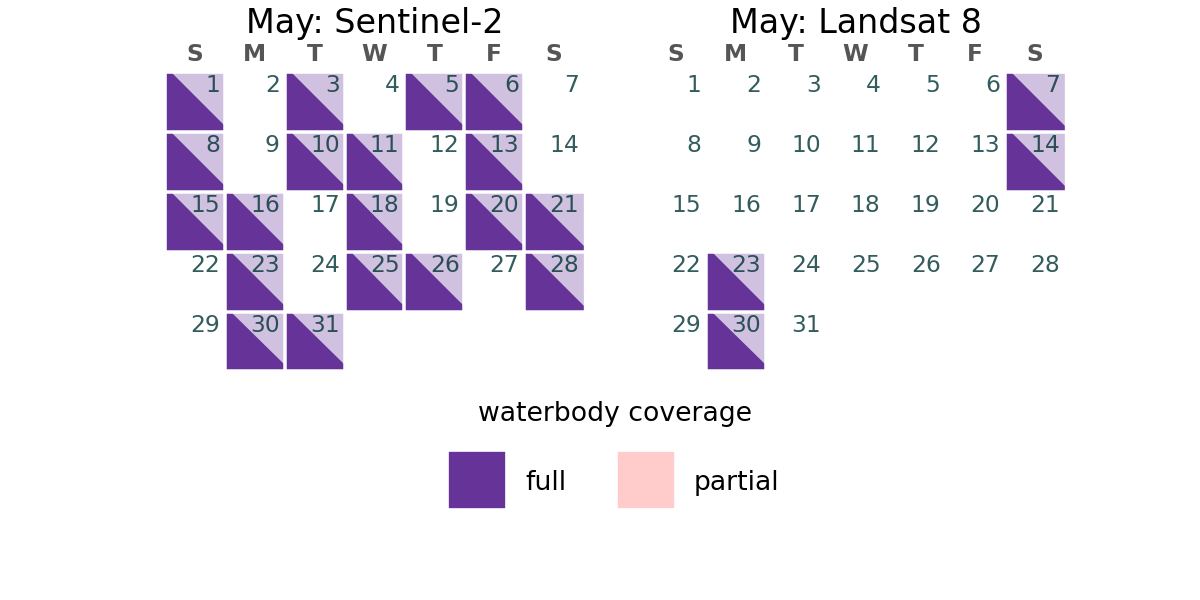 May: Sentinel-2
S M T W T F S
1 2 3 4 5 6 7
8 9 10 11 12 13 14
15 16 17 18 19 20 21
22 23 24 25 26 27 28
29 30 31
May: Landsat 8
S M T W T F S
1 2 3 4 5 6 7
8 9 10 11 12 13 14
15 16 17 18 19 20 21
22 23 24 25 26 27 28
29 30 31
waterbody coverage
full partial